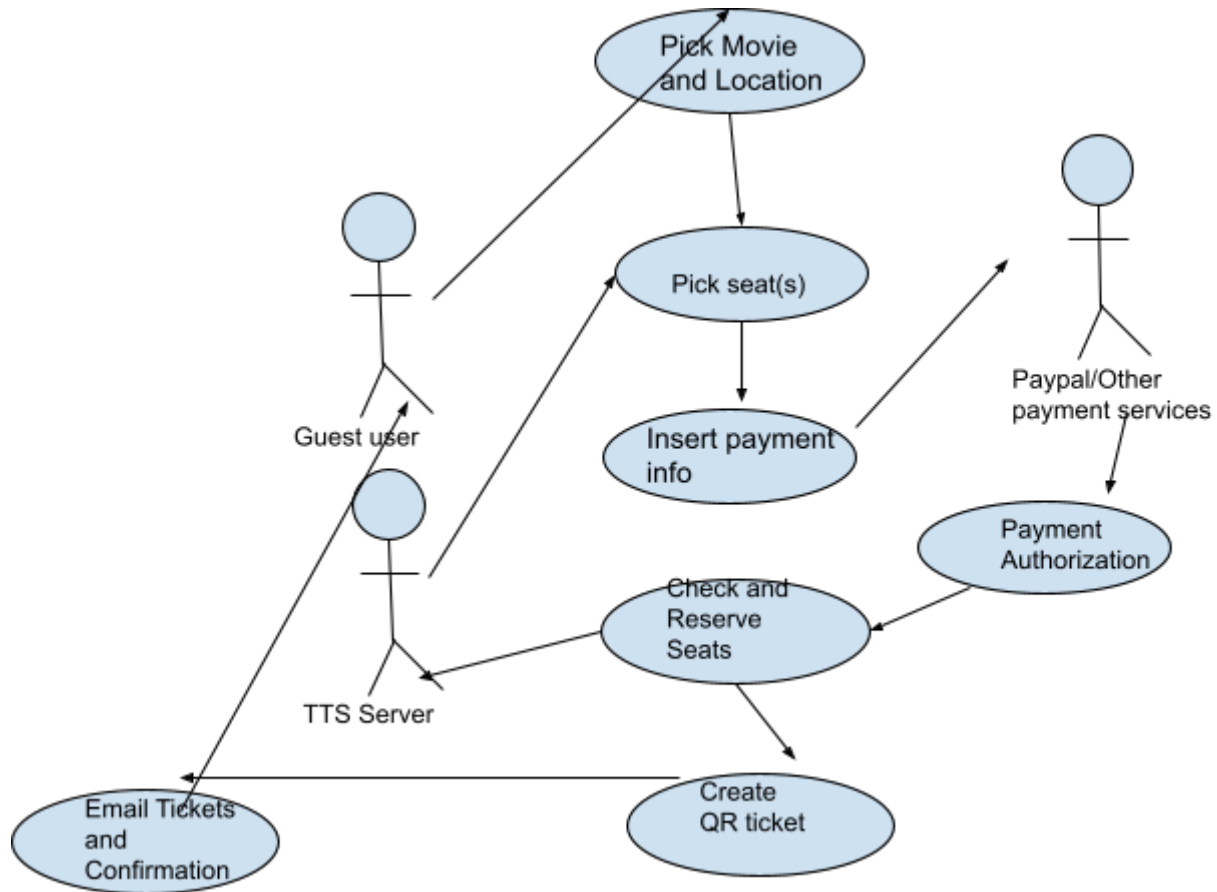 Pick Movie
and Location
Pick seat(s)
Paypal/Other
payment services
Guest user
Insert payment
info
Payment
Authorization
Check and
Reserve
Seats
TTS Server
Create
QR ticket
Email Tickets
and
Confirmation